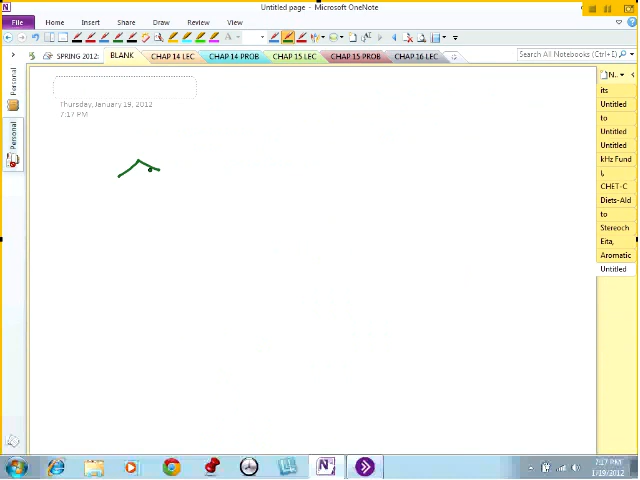 Untitled page - Microsoft OneNote
File Home Insert Share Draw Review View
SPRING 2012: BLANK CHAP 14 LEC CHAP 14 PROB CHAP 15 LEC CHAP 15 PROB CHAP 16 LEC Search All Notebooks (Ctrl+E)
Personal
Personal
Thursday, January 19, 2012
7:17 PM
N..
its
Untitled
to
Untitled
Untitled
kHz Fund
I,
CHET-C
Diets-Ald
to
Stereoch
Eita,
Aromatic
Untitled
7:17 PM
1/19/2012